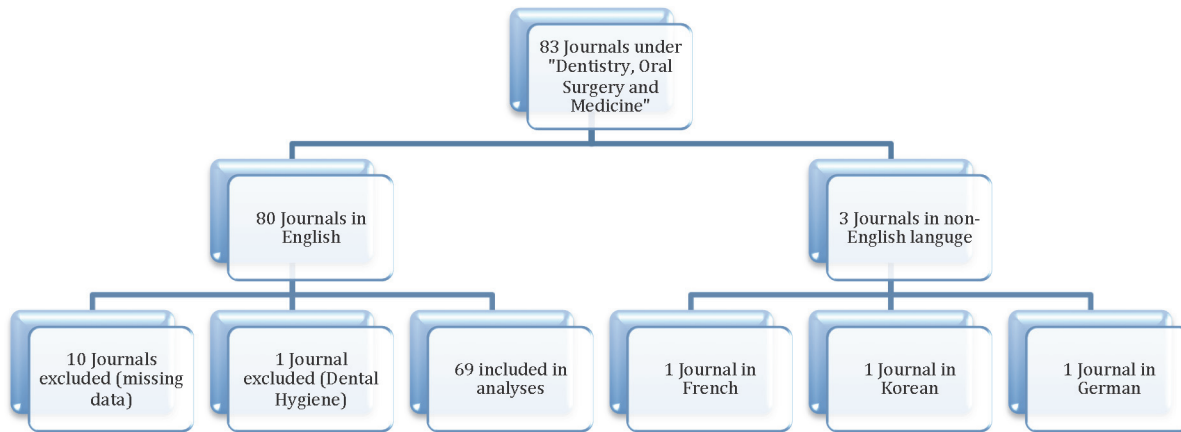 83 Journals under
"Dentistry, Oral
Surgery and
Medicine"
80 Journals in
English
3 Journals in non-
English languge
10 Journals
excluded (missing
data)
1 Journal
excluded (Dental
Hygiene)
69 included in
analyses
1 Journal in
French
1 Journal in
Korean
1 Journal in
German